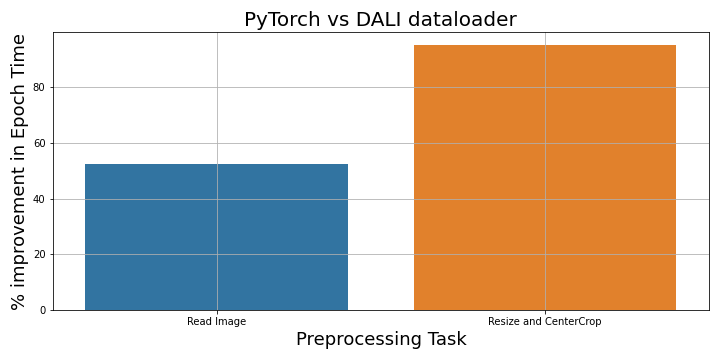 PyTorch vs DALI dataloader
% improvement in Epoch Time
80
60
40
20
0
Read Image
Resize and CenterCrop
Preprocessing Task